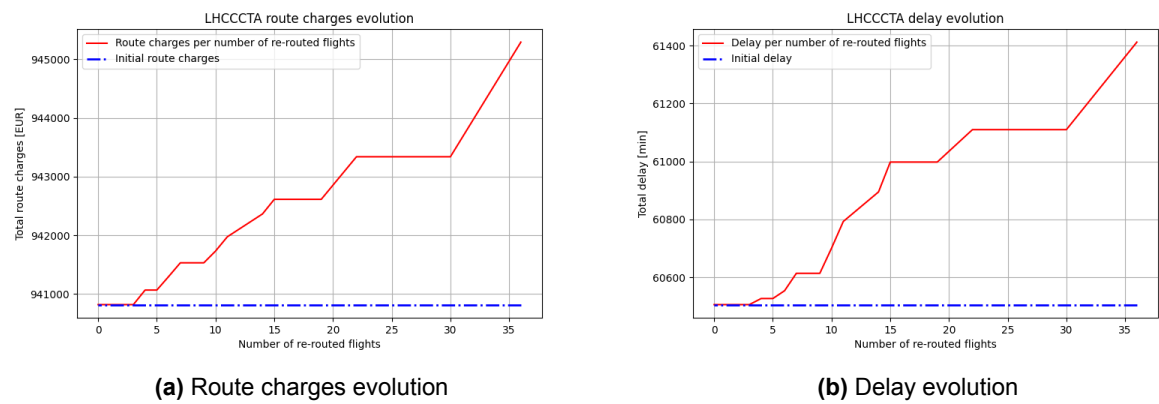 LHCCCTA route charges evolution
Route charges per number of re-routed flights
Initial route charges
Total route charges [EUR]
945000
944000
943000
942000
941000
0 5 10 15 20 25 30 35
Number of re-routed flights
(a) Route charges evolution
LHCCCTA delay evolution
Delay per number of re-routed flights
Initial delay
Total delay [min]
61400
61200
61000
60800
60600
0 5 10 15 20 25 30 35
Number of re-routed flights
(b) Delay evolution